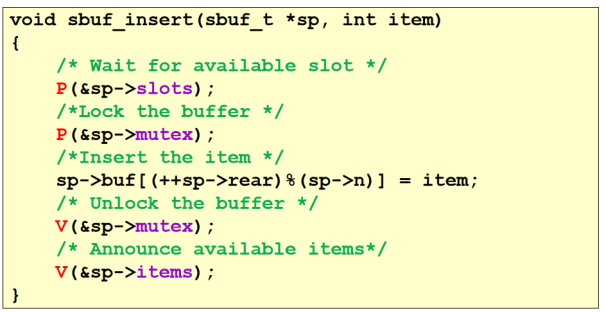 void sbuf_insert(sbuf_t *sp, int item)
{
/* Wait for available slot */
P(&sp->slots);
/*Lock the buffer */
P(&sp->mutex);
/*Insert the item */
sp->buf[(++sp->rear)%(sp->n)] = item;
/* Unlock the buffer */
V(&sp->mutex);
/* Announce available items*/
V(&sp->items);
}